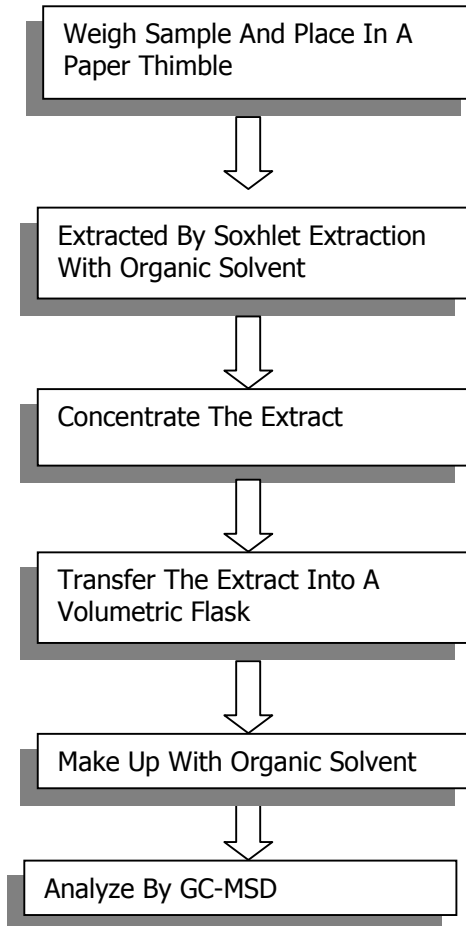 Weigh Sample And Place In A
Paper Thimble
Extracted By Soxhlet Extraction
With Organic Solvent
Concentrate The Extract
Transfer The Extract Into A
Volumetric Flask
Make Up With Organic Solvent
Analyze By GC-MSD